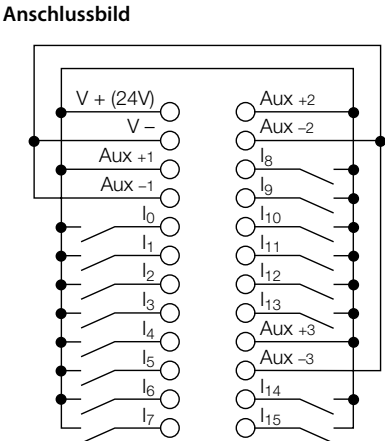 Anschlussbild
V + (24V)
V –
Aux +1
Aux –1
I0
I1
I2
I3
I4
I5
I6
I7
Aux +2
Aux –2
I8
I9
I10
I11
I12
I13
Aux +3
Aux –3
I14
I15